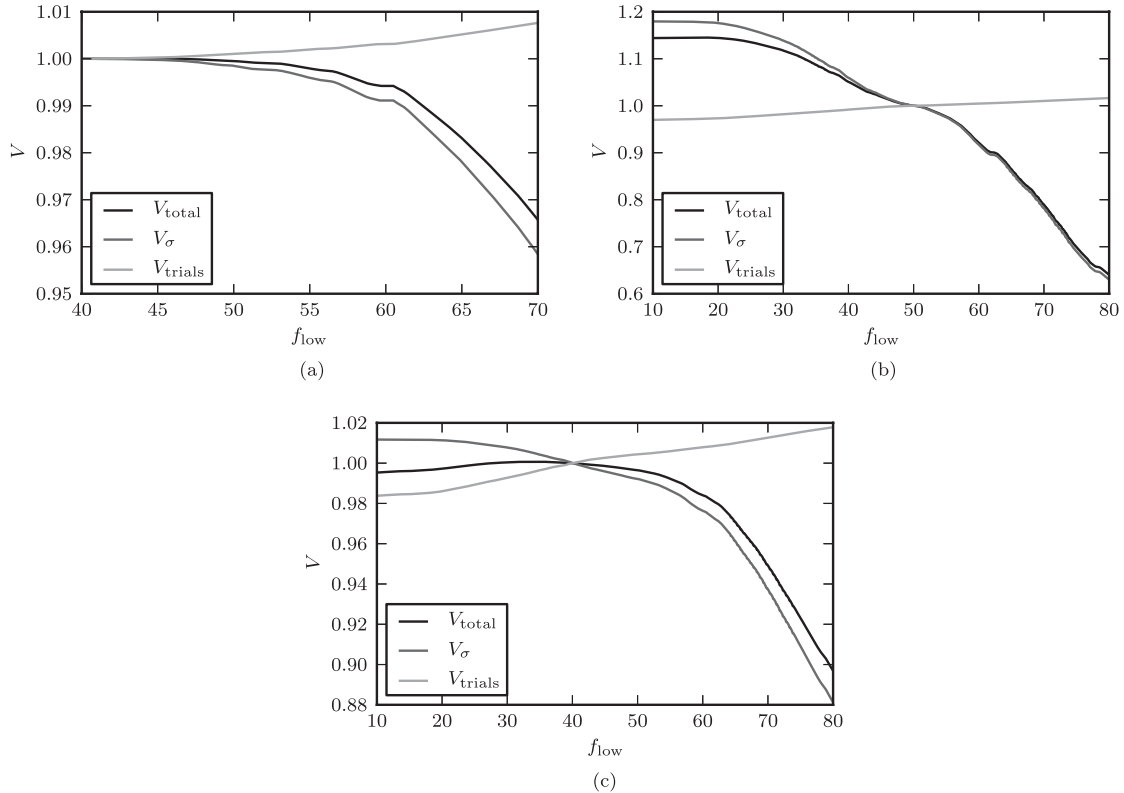 1.01
1.00
0.99
0.98
0.97
0.96
0.95
V
V_total
V_σ
V_trials
40 45 50 55 60 65 70
f_low
(a)
1.2
1.1
1.0
0.9
0.8
0.7
0.6
V
V_total
V_σ
V_trials
10 20 30 40 50 60 70 80
f_low
(b)
1.02
1.00
0.98
0.96
0.94
0.92
0.90
0.88
V
V_total
V_σ
V_trials
10 20 30 40 50 60 70 80
f_low
(c)